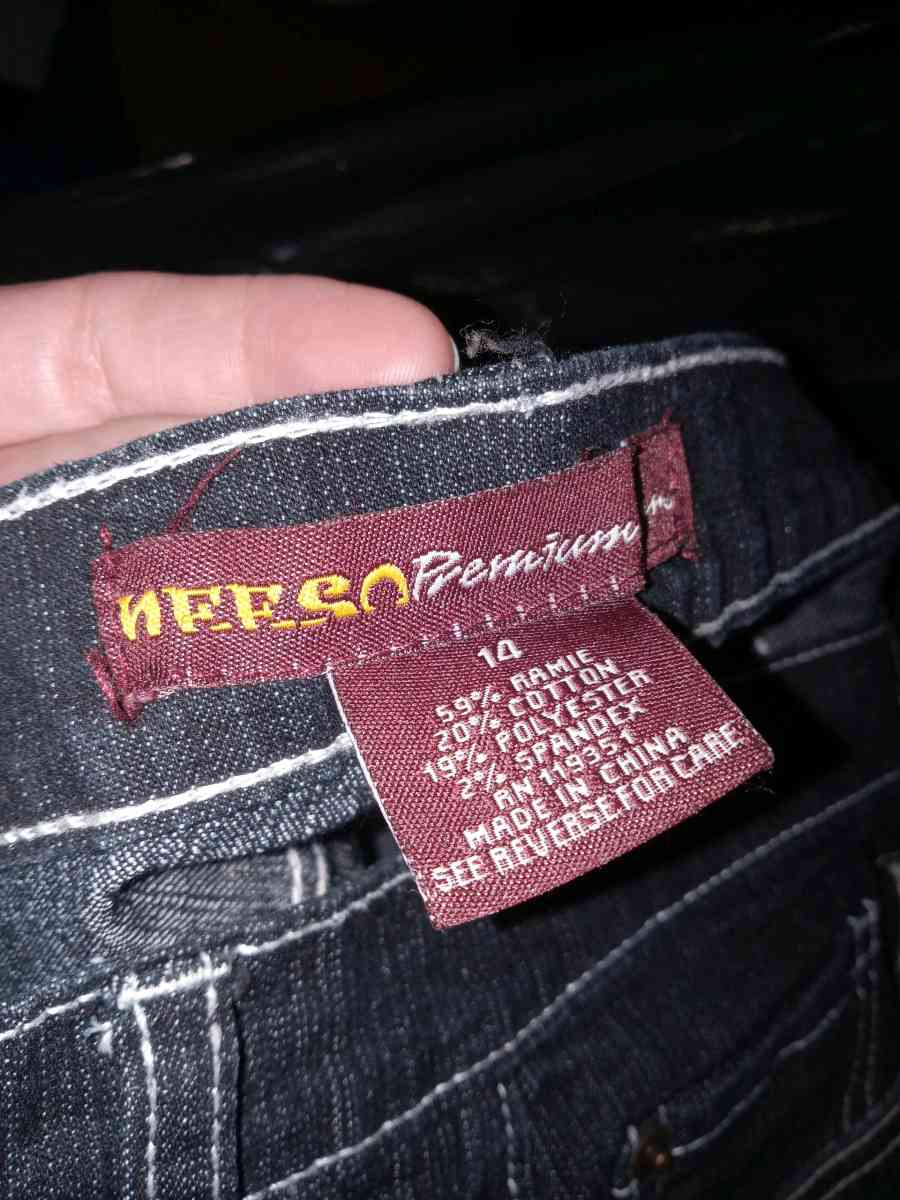 NEESO Premium
14
59% RAMIE
20% COTTON
19% POLYESTER
2% SPANDEX
RN 119351
MADE IN CHINA
SEE REVERSE FOR CARE